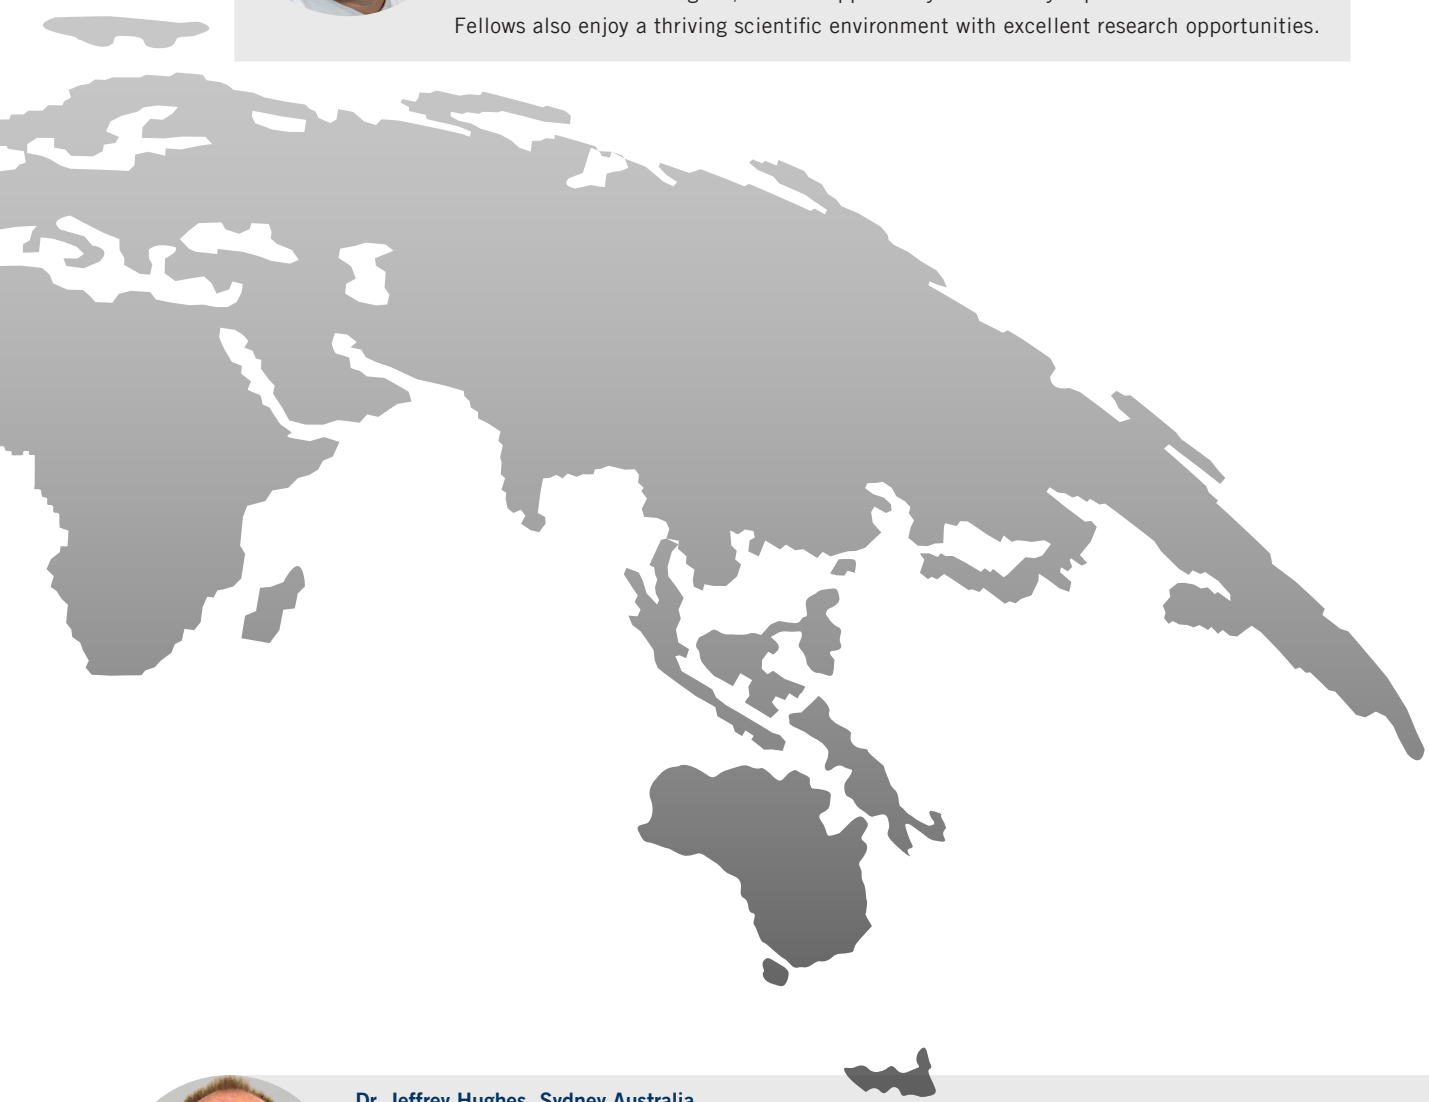 Fellows also enjoy a thriving scientific environment with excellent research opportunities.
Dr. Jeffrey Hughes, Sydney Australia